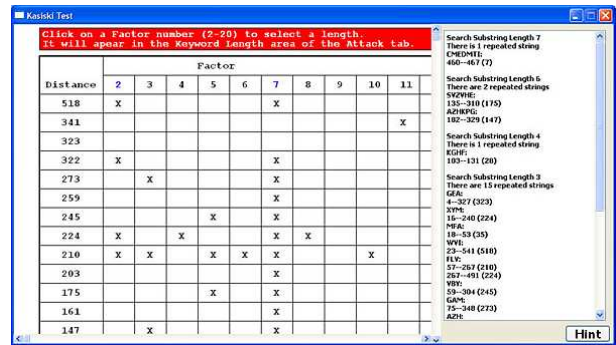 Kasiski Test
Click on a Factor number (2-20) to select a length.
It will apear in the Keyword Length area of the Attack tab.
Factor
Distance 2 3 4 5 6 7 8 9 10 11
518 X X
341 X
323
322 X X
273 X X
259 X
245 X X
224 X X X X
210 X X X X X X
203 X
175 X X
161 X
147 X X
Search Substring Length 7
There is 1 repeated string
CMEDMTI:
460--467 (7)
Search Substring Length 6
There are 2 repeated strings
SVZVHE:
135--310 (175)
AZHKPG:
182--329 (147)
Search Substring Length 4
There is 1 repeated string
KGHF:
103--131 (28)
Search Substring Length 3
There are 15 repeated strings
GEA:
4--327 (323)
XYM:
16--240 (224)
MFA:
18--53 (35)
WVI:
23--541 (518)
FLV:
57--267 (210)
267--491 (224)
VBY:
59--304 (245)
GAM:
75--348 (273)
AZH:
Hint